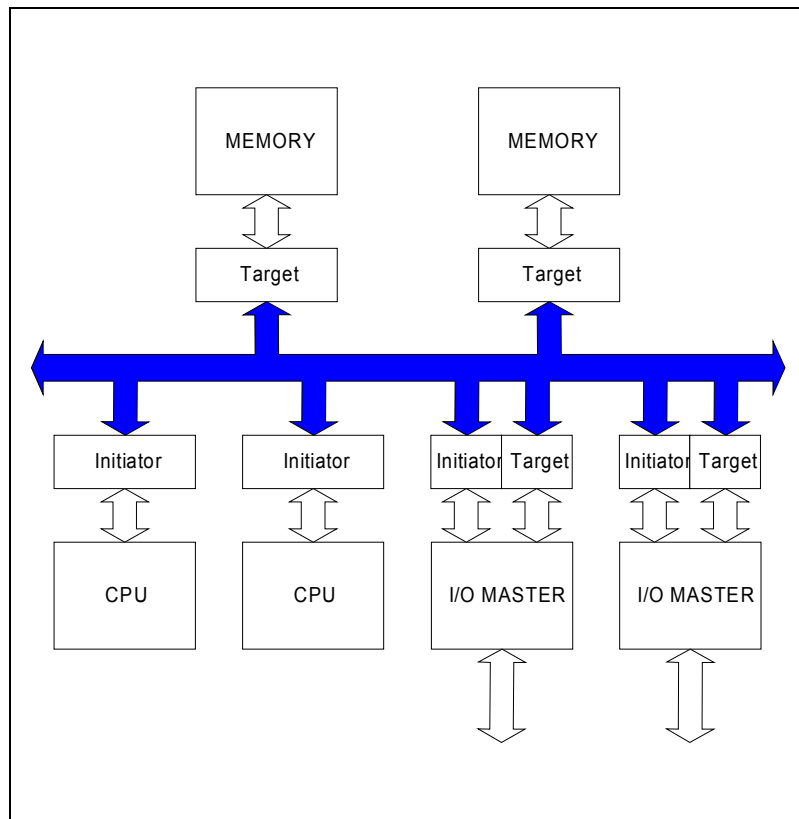 MEMORY
MEMORY
Target
Target
Initiator
Initiator
Initiator
Target
Initiator
Target
CPU
CPU
I/O MASTER
I/O MASTER